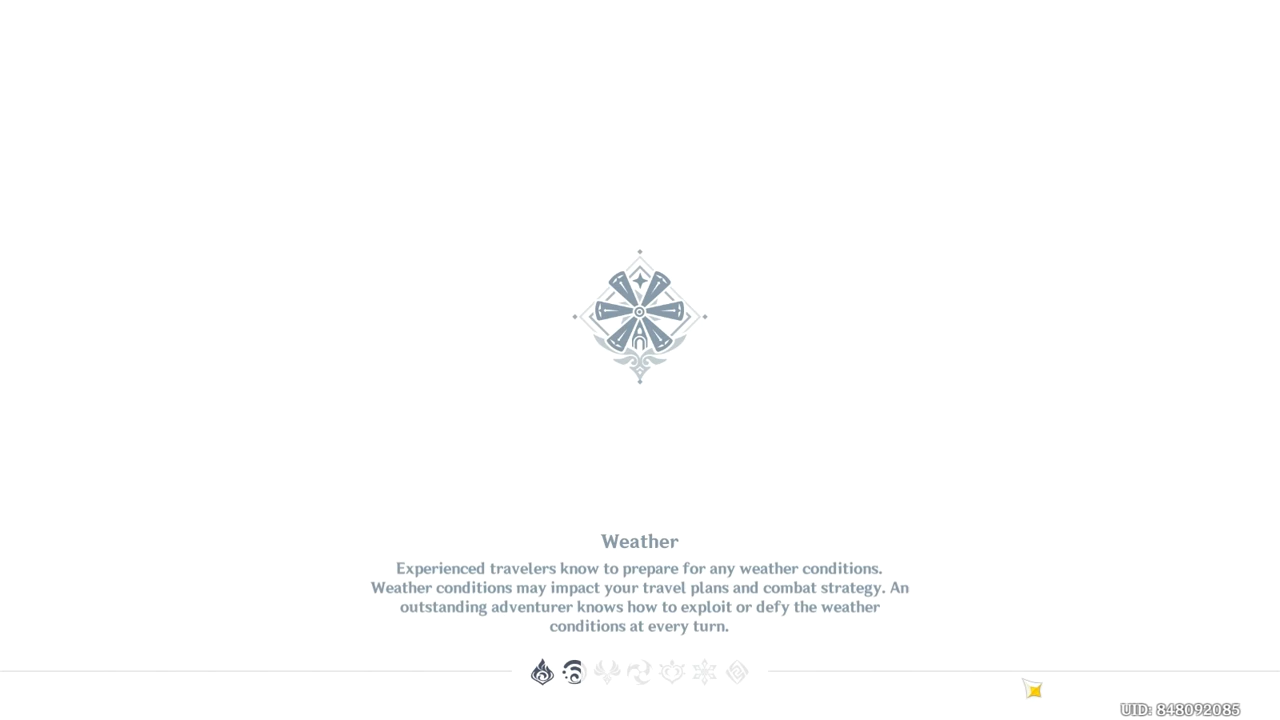 Weather
Experienced travelers know to prepare for any weather conditions.
Weather conditions may impact your travel plans and combat strategy. An
outstanding adventurer knows how to exploit or defy the weather
conditions at every turn.
UID: 848092085